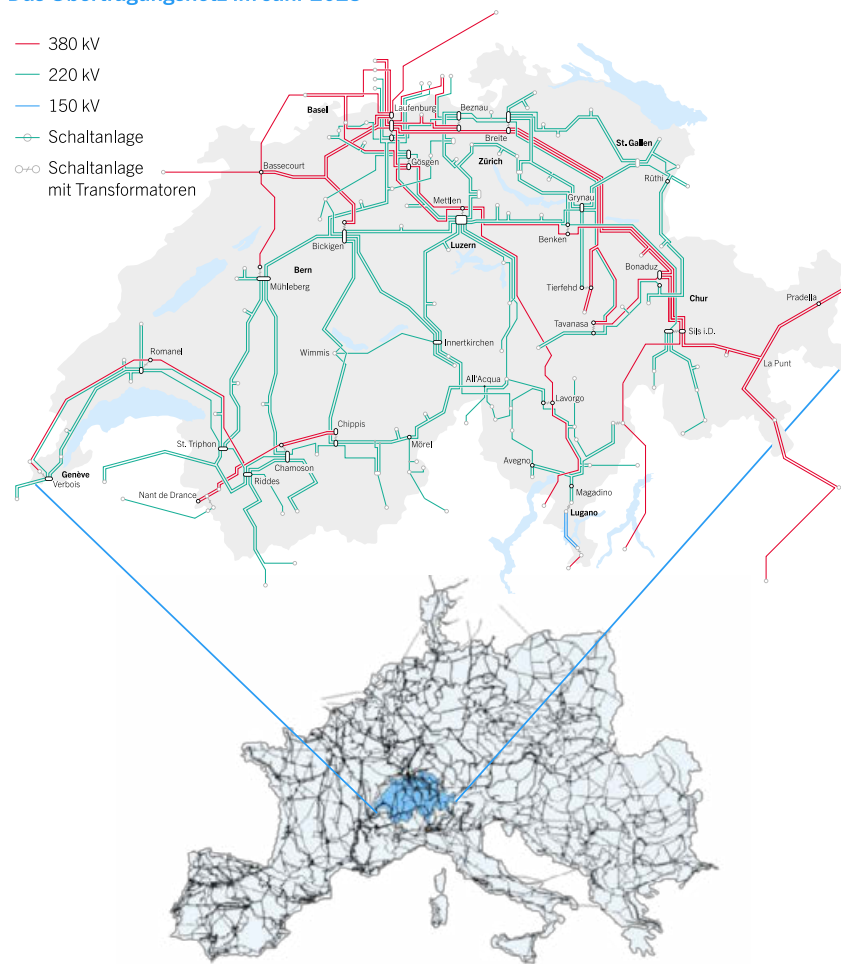 380 kV
220 kV
150 kV
Schaltanlage
Schaltanlage
mit Transformatoren
Basel
Laufenburg
Beznau
Breite
St. Gallen
Bassecourt
Gösgen
Zürich
Rüthi
Mettlen
Grynau
Bickigen
Luzern
Benken
Bern
Bonaduz
Mühleberg
Tierfehd
Chur
Pradella
Tavanasa
Sils i.D.
Romanel
Wimmis
Innertkirchen
La Punt
All'Acqua
Lavorgo
Chippis
St. Triphon
Mörel
Genève
Chamoson
Avegno
Verbois
Riddes
Nant de Drance
Magadino
Lugano